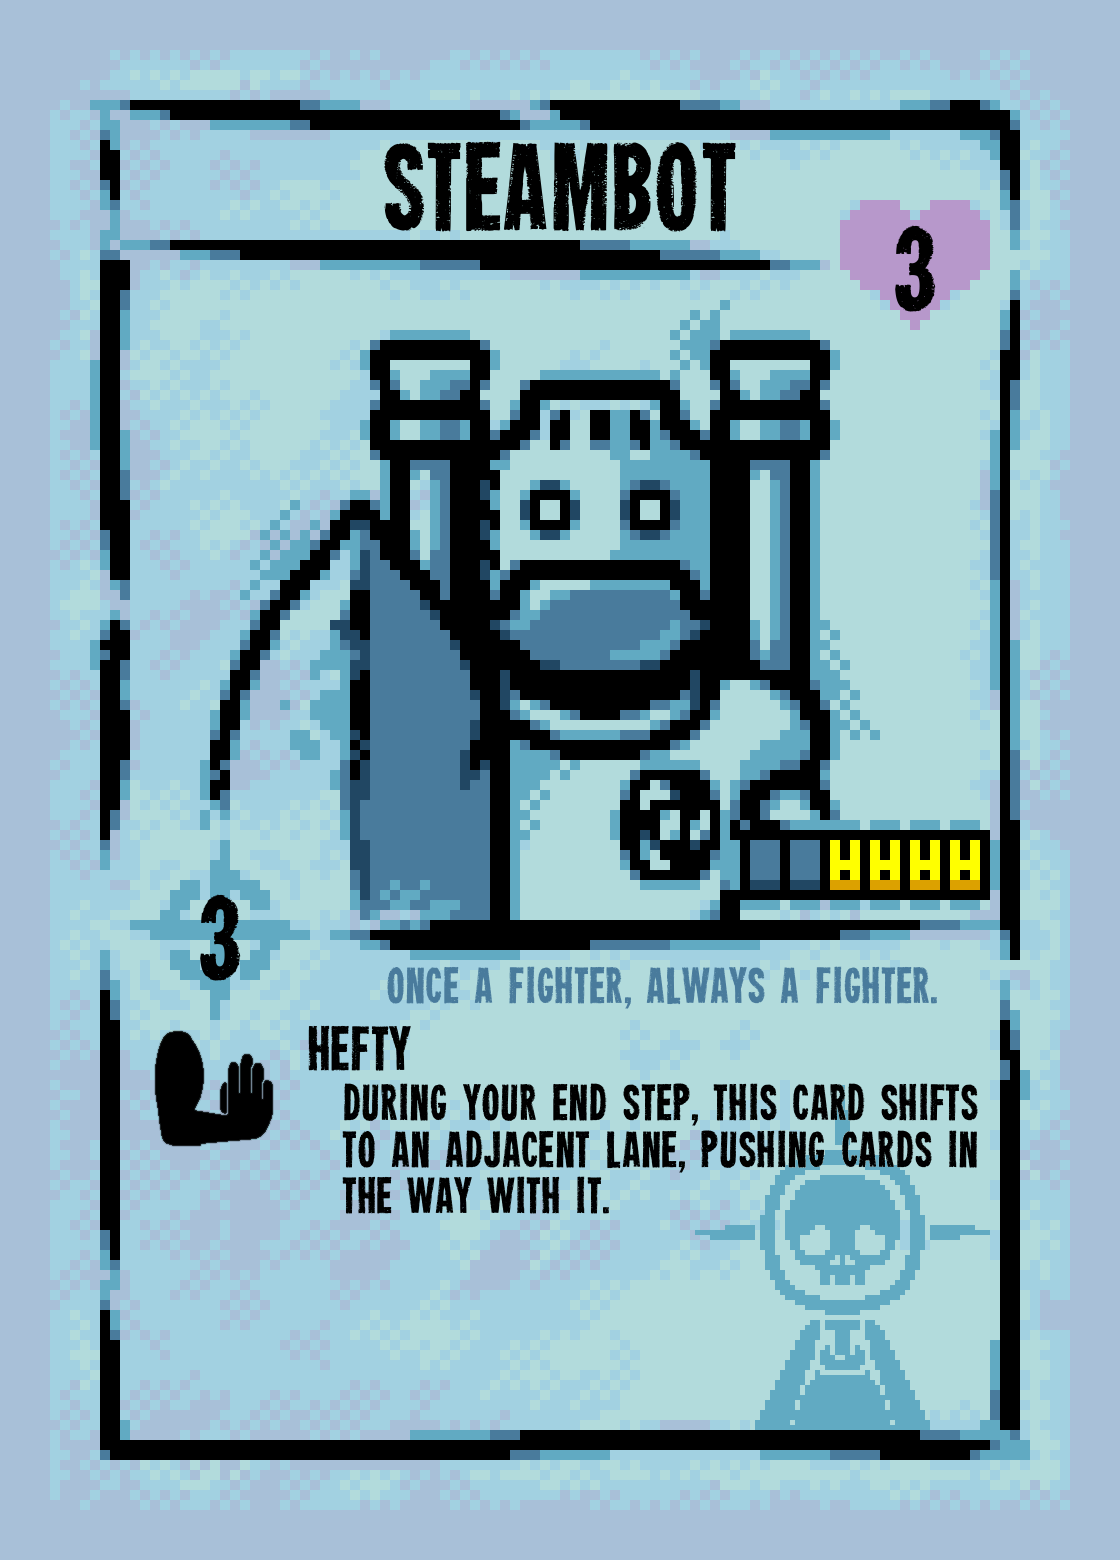 STEAMBOT
3
3
ONCE A FIGHTER, ALWAYS A FIGHTER.
HEFTY
DURING YOUR END STEP, THIS CARD SHIFTS
TO AN ADJACENT LANE, PUSHING CARDS IN
THE WAY WITH IT.